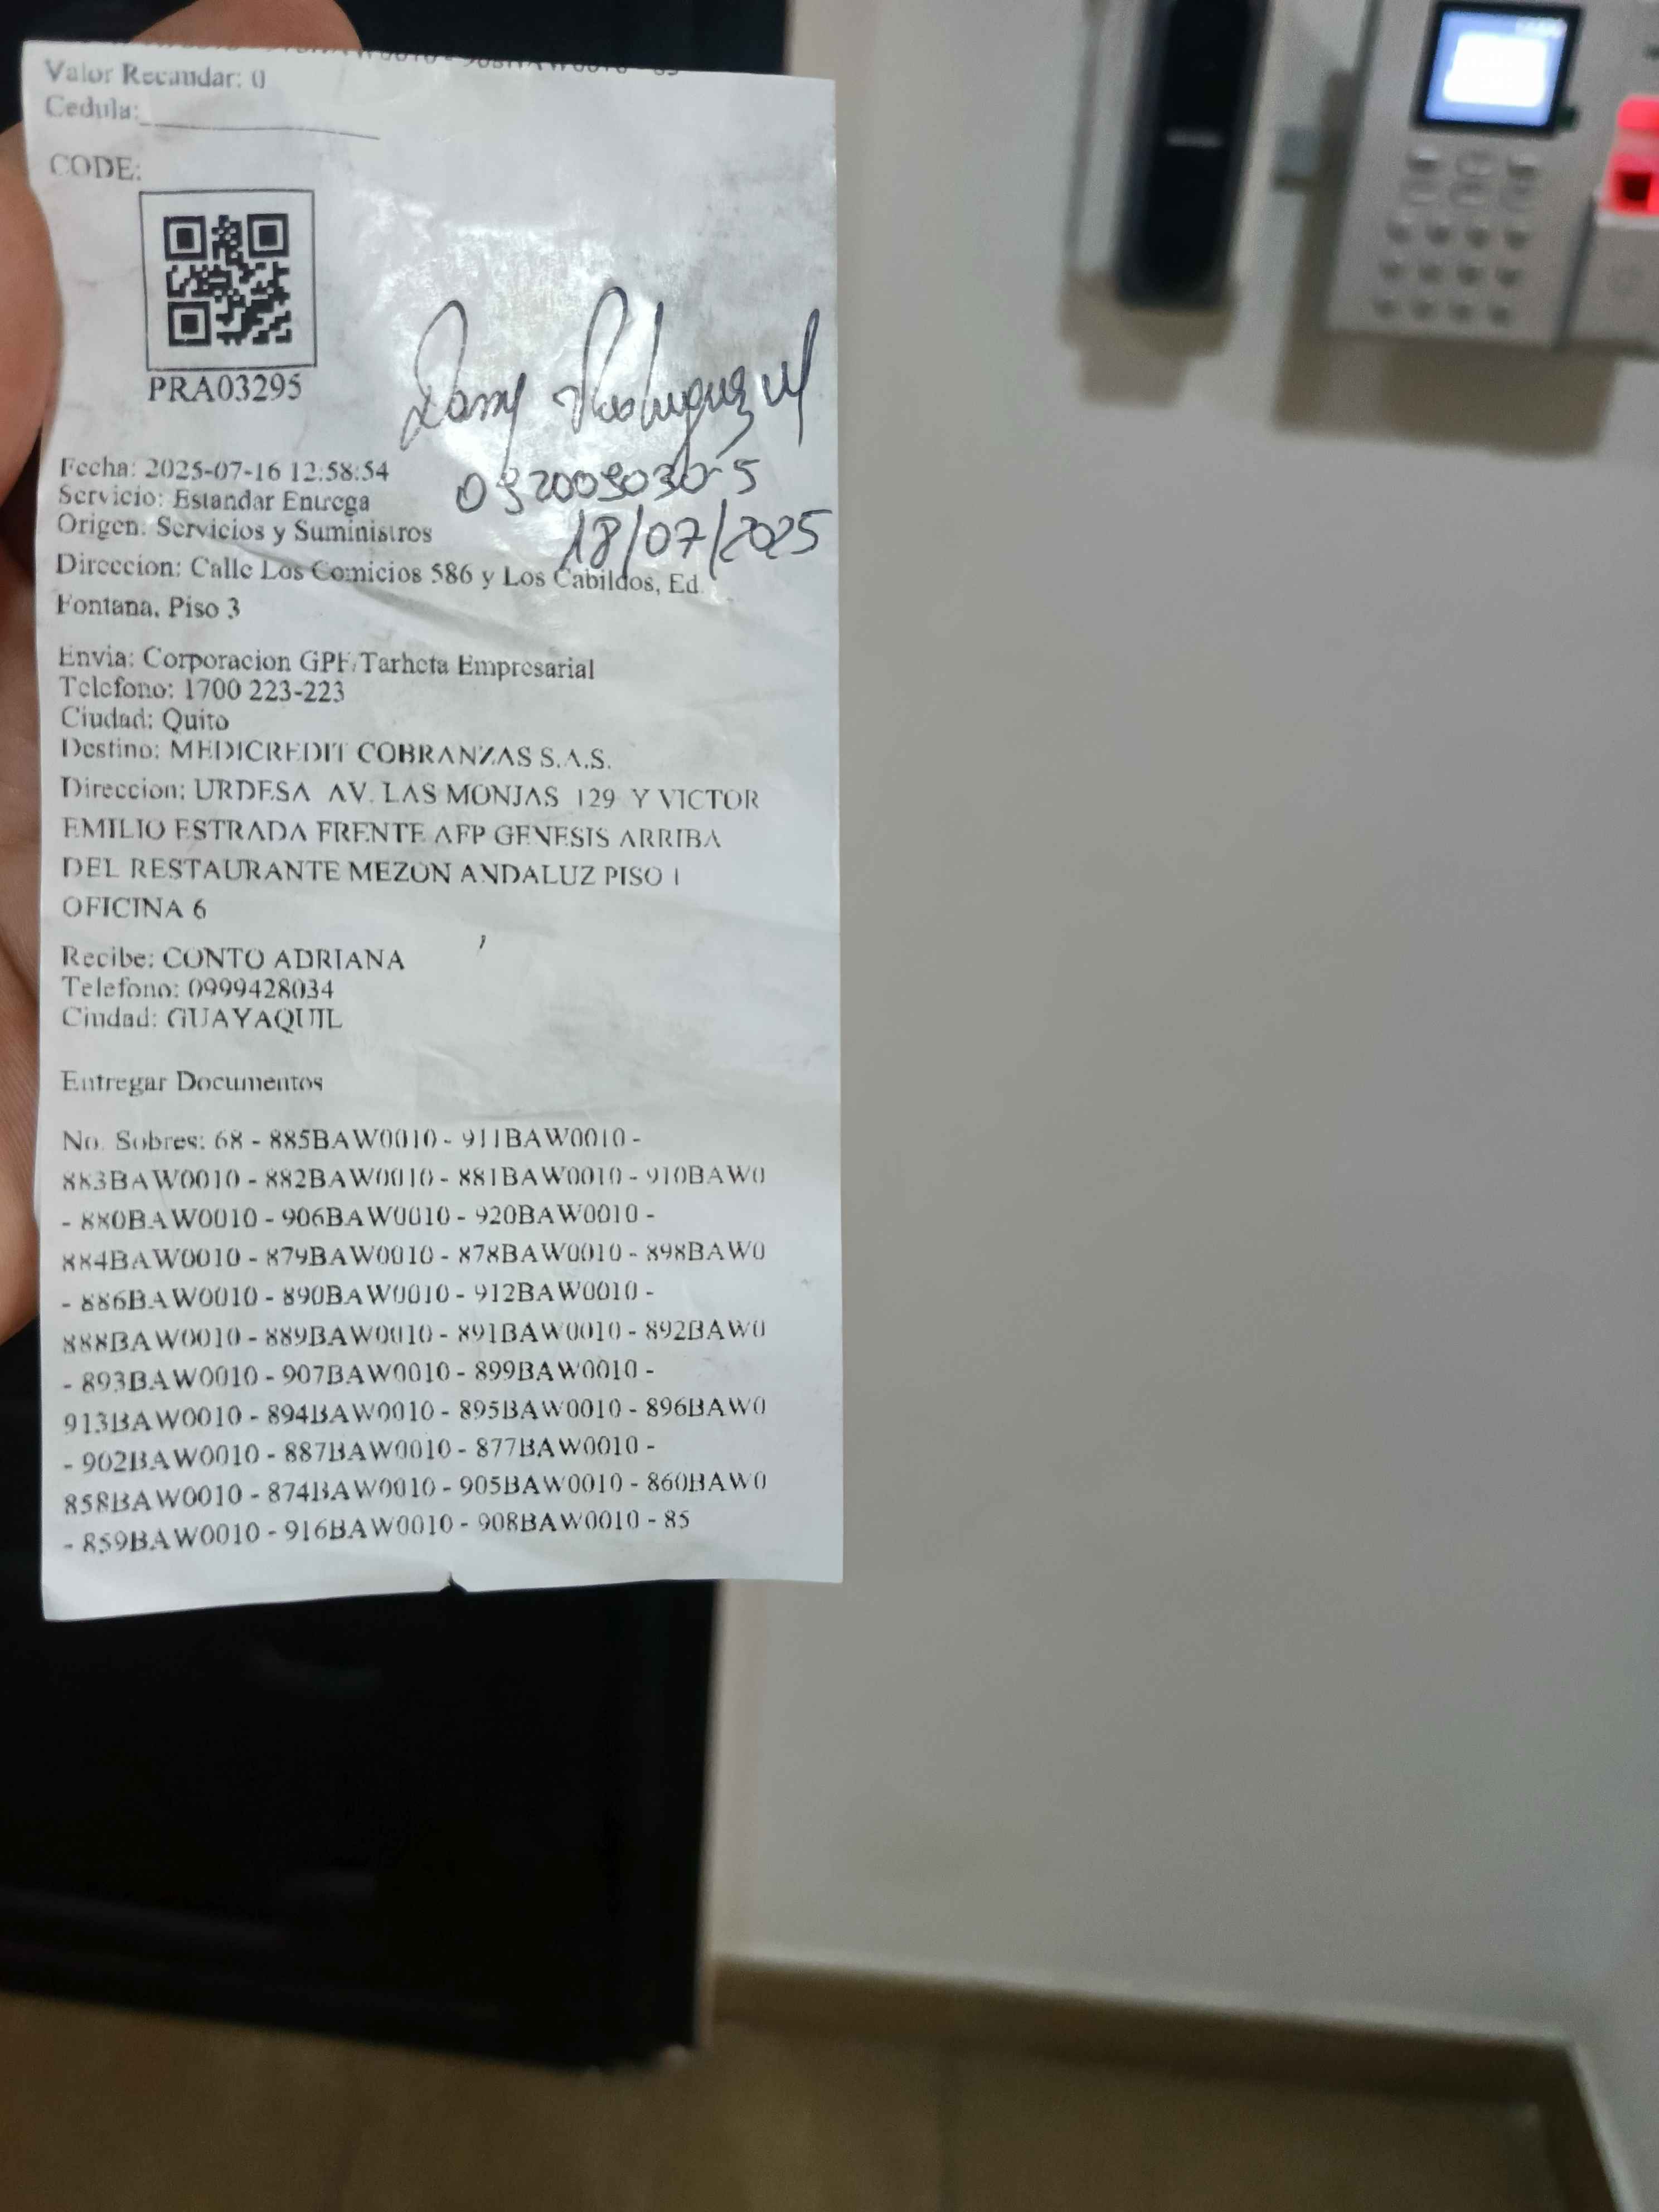 Valor Recaudar: 0
Cedula:
CODE:
PRA03295
Dany Rodriguez
Fecha: 2025-07-16 12:58:54
Servicio: Estandar Entrega
Origen: Servicios y Suministros
18/07/2025
Direccion: Calle Los Comicios 586 y Los Cabildos, Ed.
Fontana, Piso 3
Envia: Corporacion GPF/Tarheta Empresarial
Telefono: 1700 223-223
Ciudad: Quito
Destino: MEDICREDIT COBRANZAS S.A.S.
Direccion: URDESA AV. LAS MONJAS 129 Y VICTOR
EMILIO ESTRADA FRENTE AFP GENESIS ARRIBA
DEL RESTAURANTE MEZON ANDALUZ PISO 1
OFICINA 6
Recibe: CONTO ADRIANA
Telefono: 0999428034
Ciudad: GUAYAQUIL
Entregar Documentos
No. Sobres: 68 - 885BAW0010 - 911BAW0010 -
883BAW0010 - 882BAW0010 - 881BAW0010 - 910BAW0
- 880BAW0010 - 906BAW0010 - 920BAW0010 -
884BAW0010 - 879BAW0010 - 878BAW0010 - 898BAW0
- 886BAW0010 - 890BAW0010 - 912BAW0010 -
888BAW0010 - 889BAW0010 - 891BAW0010 - 892BAW0
- 893BAW0010 - 907BAW0010 - 899BAW0010 -
913BAW0010 - 894BAW0010 - 895BAW0010 - 896BAW0
- 902BAW0010 - 887BAW0010 - 877BAW0010 -
858BAW0010 - 874BAW0010 - 905BAW0010 - 860BAW0
- 859BAW0010 - 916BAW0010 - 908BAW0010 - 85